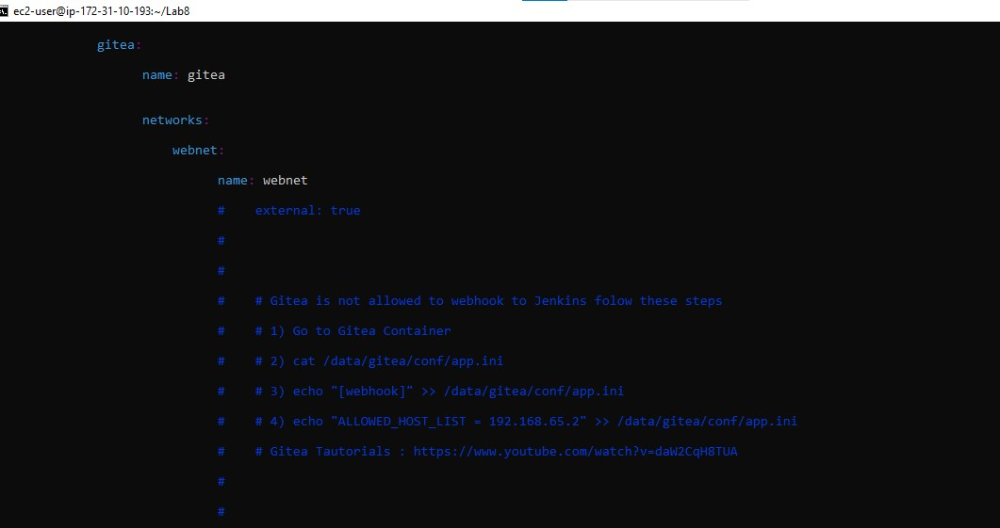 ec2-user@ip-172-31-10-193:~/Lab8
gitea:
name: gitea
networks:
webnet:
name: webnet
#    external: true
#
#
#    # Gitea is not allowed to webhook to Jenkins folow these steps
#    # 1) Go to Gitea Container
#    # 2) cat /data/gitea/conf/app.ini
#    # 3) echo "[webhook]" >> /data/gitea/conf/app.ini
#    # 4) echo "ALLOWED_HOST_LIST = 192.168.65.2" >> /data/gitea/conf/app.ini
#    # Gitea Tautorials : https://www.youtube.com/watch?v=daW2CqH8TUA
#
#